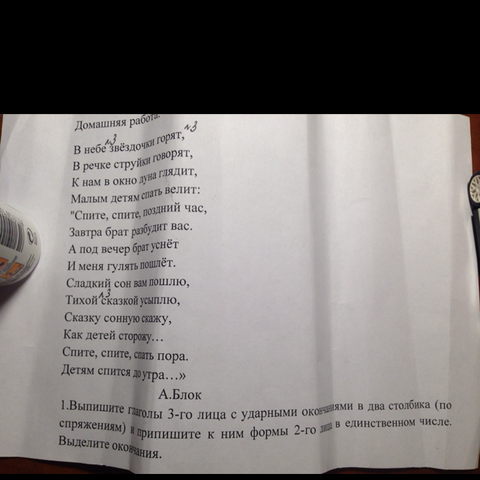 Домашняя работа.
В небе звёздочки горят,
В речке струйки говорят,
К нам в окно луна глядит,
Малым детям спать велит:
"Спите, спите, поздний час,
Завтра брат разбудит вас.
А под вечер брат уснёт
И меня гулять пошлёт.
Сладкий сон вам пошлю,
Тихой сказкой усыплю,
Сказку сонную скажу,
Как детей сторожу…
Спите, спите, спать пора.
Детям спится до утра…»
А.Блок
1.Выпишите глаголы 3-го лица с ударными окончаниями в два столбика (по
спряжениям) и припишите к ним формы 2-го лица в единственном числе.
Выделите окончания.